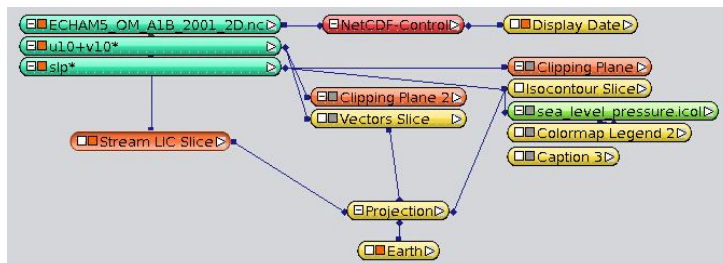 ECHAM5_OM_A1B_2001_2D.nc
NetCDF-Control
Display Date
u10+v10*
slp*
Clipping Plane
Isocontour Slice
Clipping Plane 2
sea_level_pressure.icol
Vectors Slice
Colormap Legend 2
Stream LIC Slice
Caption 3
Projection
Earth